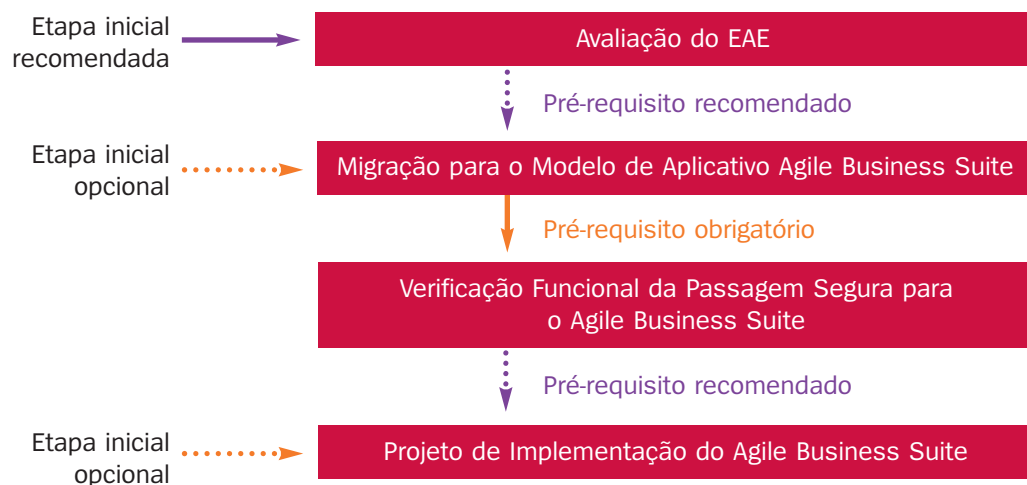 Etapa inicial
recomendada
Avaliação do EAE
Pré-requisito recomendado
Etapa inicial
opcional
Migração para o Modelo de Aplicativo Agile Business Suite
Pré-requisito obrigatório
Verificação Funcional da Passagem Segura para
o Agile Business Suite
Pré-requisito recomendado
Etapa inicial
opcional
Projeto de Implementação do Agile Business Suite